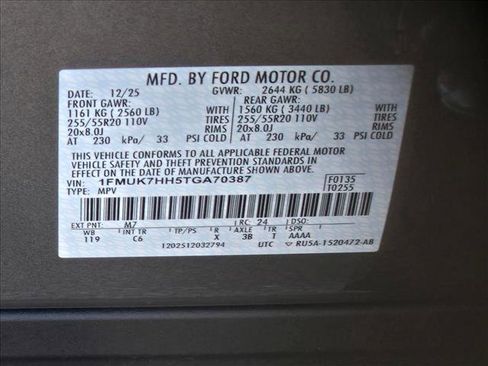 MFD. BY FORD MOTOR CO.
DATE: 12/25 GVWR: 2644 KG ( 5830 LB)
FRONT GAWR: REAR GAWR:
1161 KG ( 2560 LB) WITH 1560 KG ( 3440 LB) WITH
255/55R20 110V TIRES 255/55R20 110V TIRES
20x8.0J RIMS 20x8.0J RIMS
AT 230 kPa/ 33 PSI COLD AT 230 kPa/ 33 PSI COLD
THIS VEHICLE CONFORMS TO ALL APPLICABLE FEDERAL MOTOR VEHICLE
SAFETY AND THEFT PREVENTION STANDARDS IN EFFECT ON THE DATE OF
MANUFACTURE SHOWN ABOVE.
VIN: 1FMUK7HH5TGA70387 F0135
TYPE: MPV T0255
EXT PNT: M7 RC: 24 DSO:
WB INT TR TP/PS R AXLE TR SPR
119 C6 X 3B T AAAA
1202512032794 UTC RU5A-1520472-AB